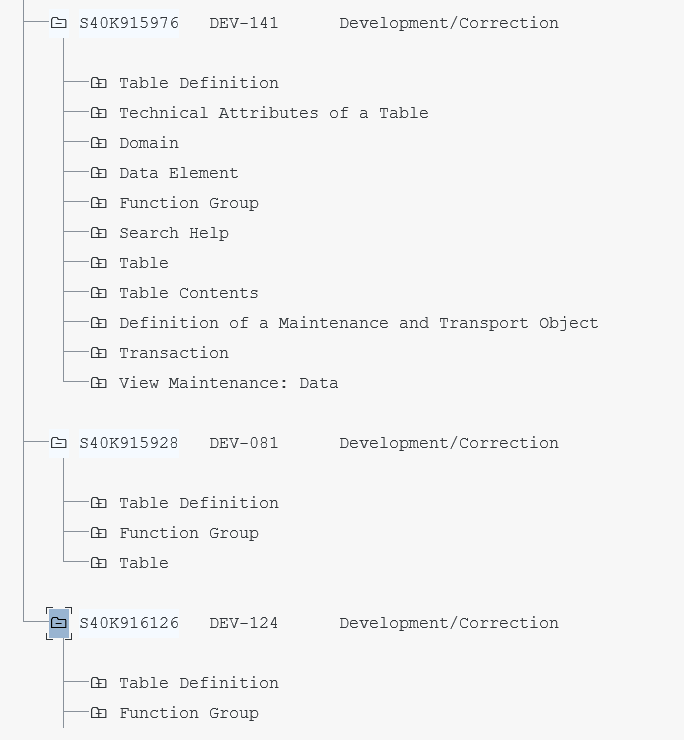 S40K915976 DEV-141 Development/Correction
Table Definition
Technical Attributes of a Table
Domain
Data Element
Function Group
Search Help
Table
Table Contents
Definition of a Maintenance and Transport Object
Transaction
View Maintenance: Data
S40K915928 DEV-081 Development/Correction
Table Definition
Function Group
Table
S40K916126 DEV-124 Development/Correction
Table Definition
Function Group